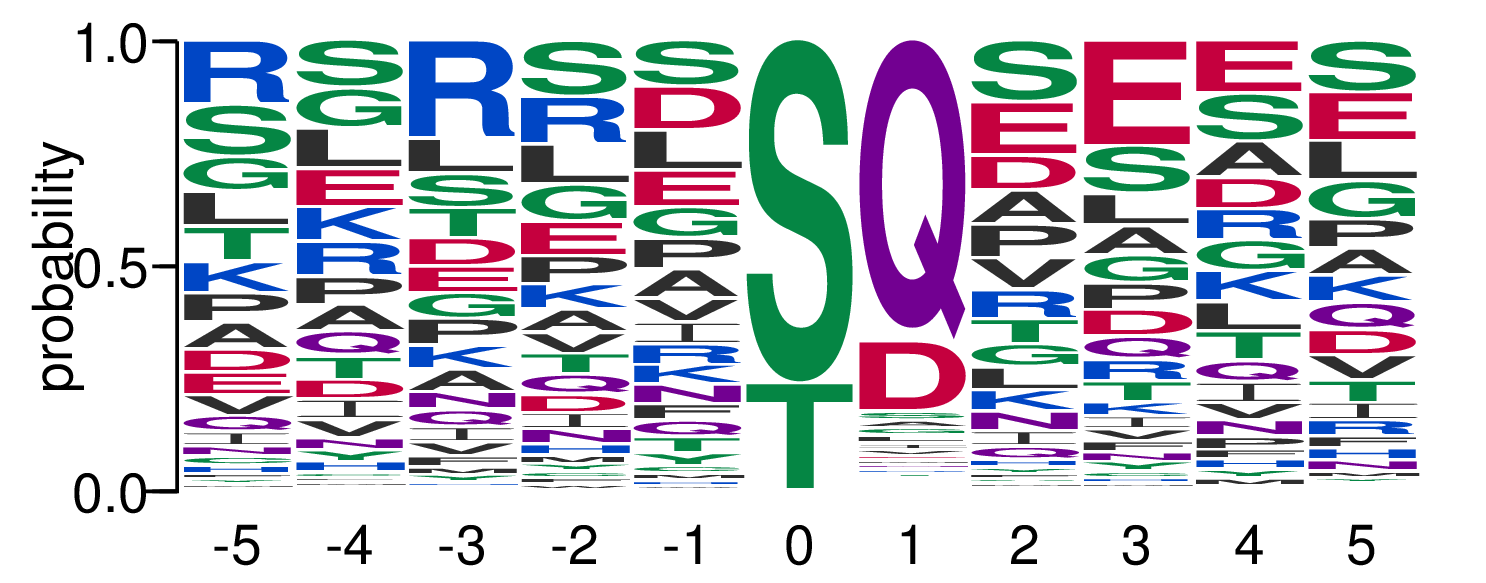 probability
1.0
0.5
0.0
R S G L T K P A D E V Q I N
S G L E K R P A Q T D I V N Y H
R L S T D E G P K A N Q I V
S R L G E P K A V T Q D I N H Y
S D L E G P A V I R K N F Q T Y
S T
Q D
S E D A P V R T G L K N I Q
E S L A G P D Q R T K I V
E S A D R G K L T Q I V N P F H
S E L G P A K Q D V T I R F H N
-5 -4 -3 -2 -1 0 1 2 3 4 5